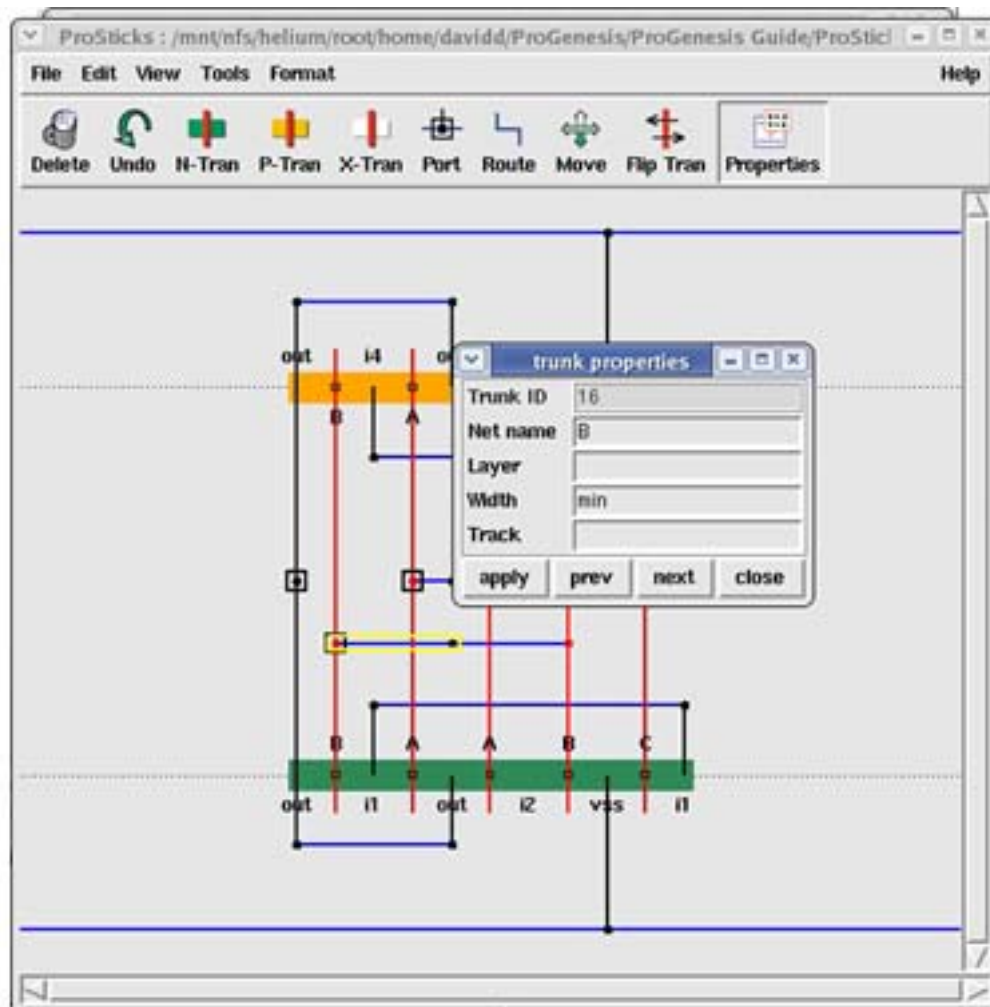 ProSticks : /mnt/nfs/helium/root/home/davidd/ProGenesis/ProGenesis Guide/ProStic
File Edit View Tools Format Help
Delete Undo N-Tran P-Tran X-Tran Port Route Move Flip Tran Properties
out i4
B A
trunk properties
Trunk ID 16
Net name B
Layer
Width min
Track
apply prev next close
B A A B C
out i1 out i2 vss i1